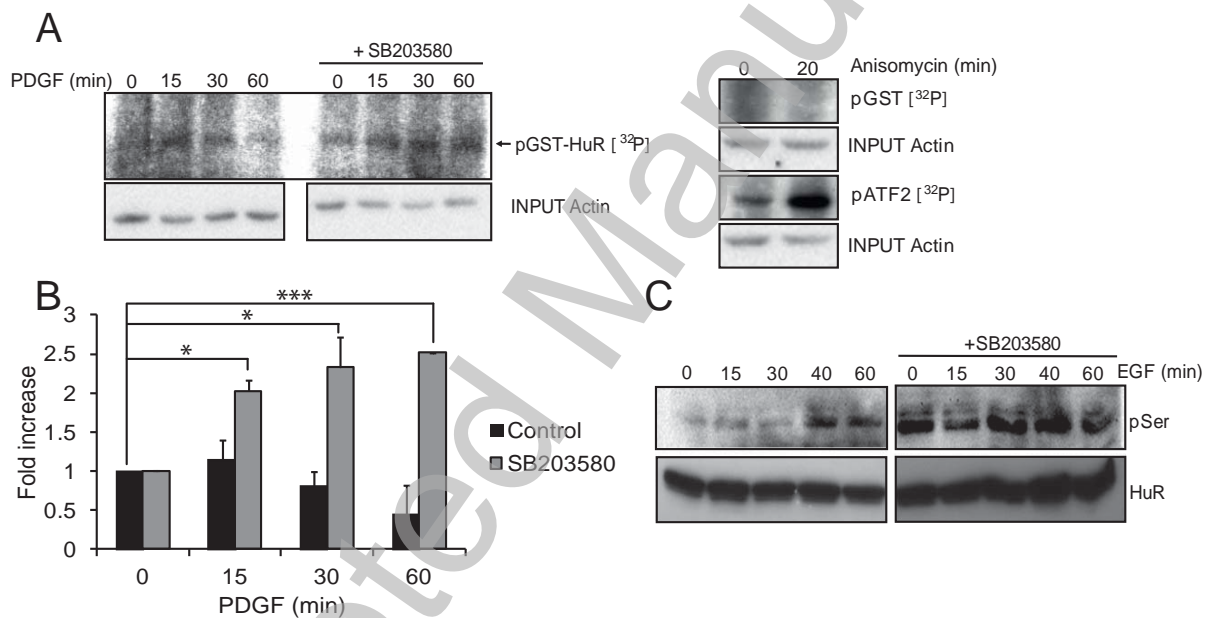 A
+ SB203580
PDGF (min) 0 15 30 60 0 15 30 60
pGST-HuR [ ³²P]
INPUT Actin
0 20 Anisomycin (min)
pGST [³²P]
INPUT Actin
pATF2 [³²P]
INPUT Actin
B
***
*
*
3
2.5
2
1.5
1
0.5
0
Fold increase
0 15 30 60
PDGF (min)
Control
SB203580
C
+SB203580
0 15 30 40 60 0 15 30 40 60 EGF (min)
pSer
HuR